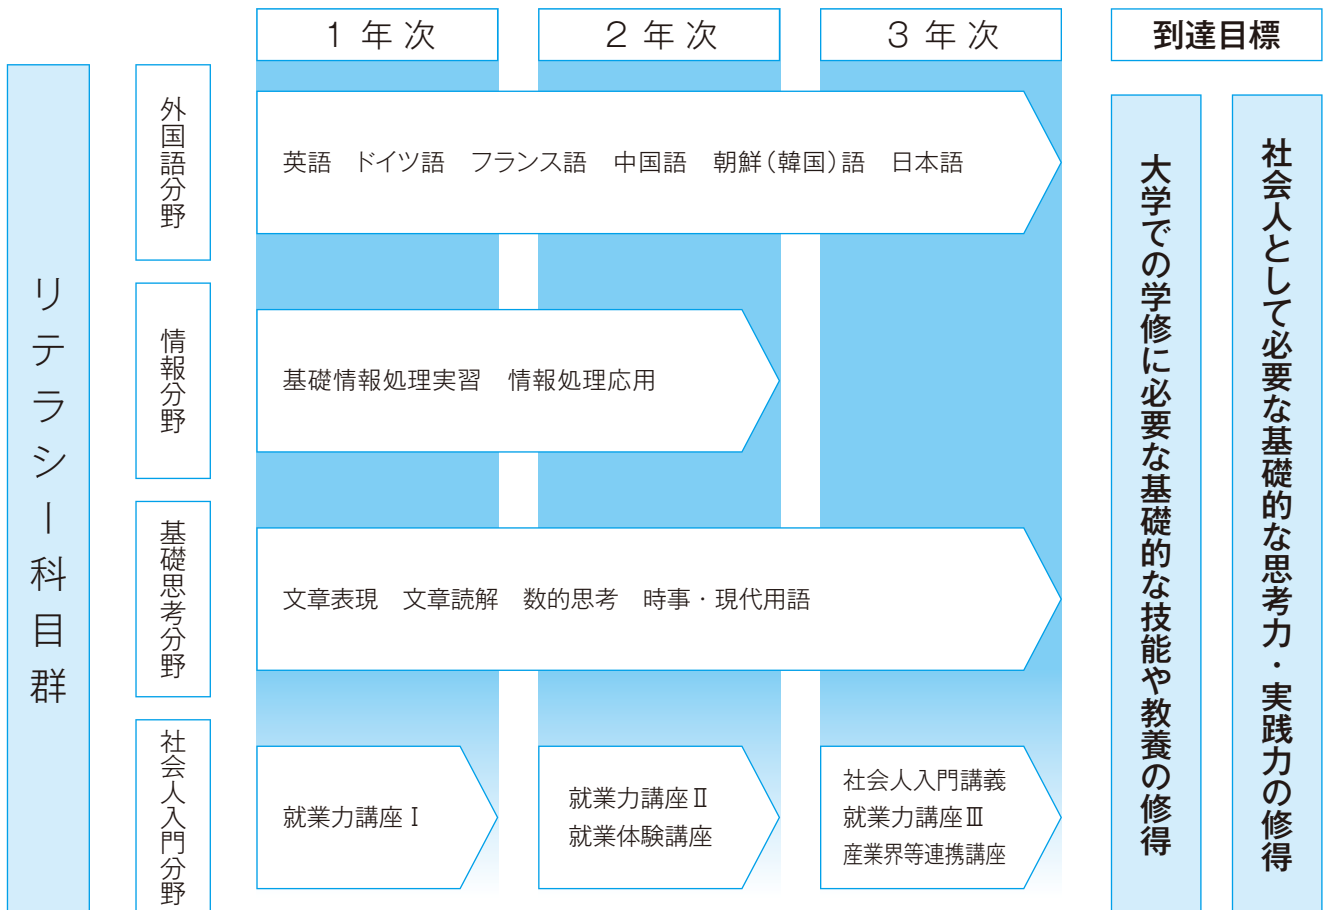 1年次
2年次
3年次
到達目標
リテラシー科目群
外国語分野
英語 ドイツ語 フランス語 中国語 朝鮮(韓国)語 日本語
情報分野
基礎情報処理実習 情報処理応用
基礎思考分野
文章表現 文章読解 数的思考 時事・現代用語
社会人入門分野
就業力講座Ⅰ
就業力講座Ⅱ
就業体験講座
社会人入門講義
就業力講座Ⅲ
産業界等連携講座
大学での学修に必要な基礎的な技能や教養の修得
社会人として必要な基礎的な思考力・実践力の修得